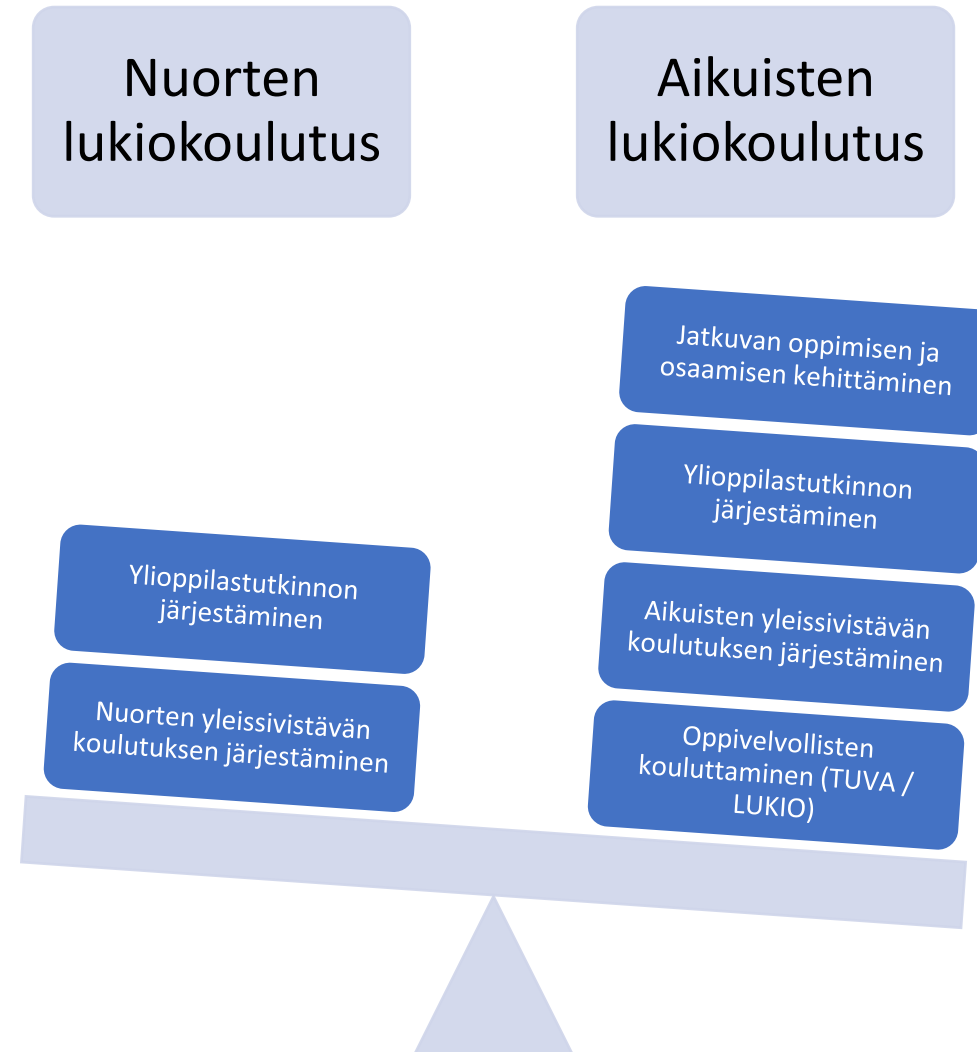 Nuorten
lukiokoulutus
Aikuisten
lukiokoulutus
Ylioppilastutkinnon
järjestäminen
Nuorten yleissivistävän
koulutuksen järjestäminen
Jatkuvan oppimisen ja
osaamisen kehittäminen
Ylioppilastutkinnon
järjestäminen
Aikuisten yleissivistävän
koulutuksen järjestäminen
Oppivelvollisten
kouluttaminen (TUVA /
LUKIO)